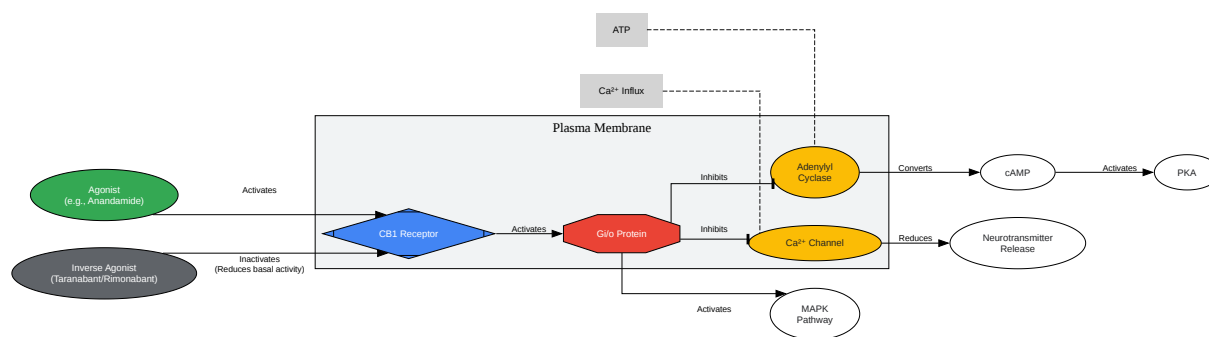 ATP
Ca²⁺ Influx
Plasma Membrane
Agonist
(e.g., Anandamide)
Activates
Inverse Agonist
(Taranabant/Rimonabant)
Inactivates
(Reduces basal activity)
CB1 Receptor
Activates
Gi/o Protein
Inhibits
Adenylyl
Cyclase
Inhibits
Ca²⁺ Channel
Activates
MAPK
Pathway
Converts
cAMP
Activates
PKA
Reduces
Neurotransmitter
Release